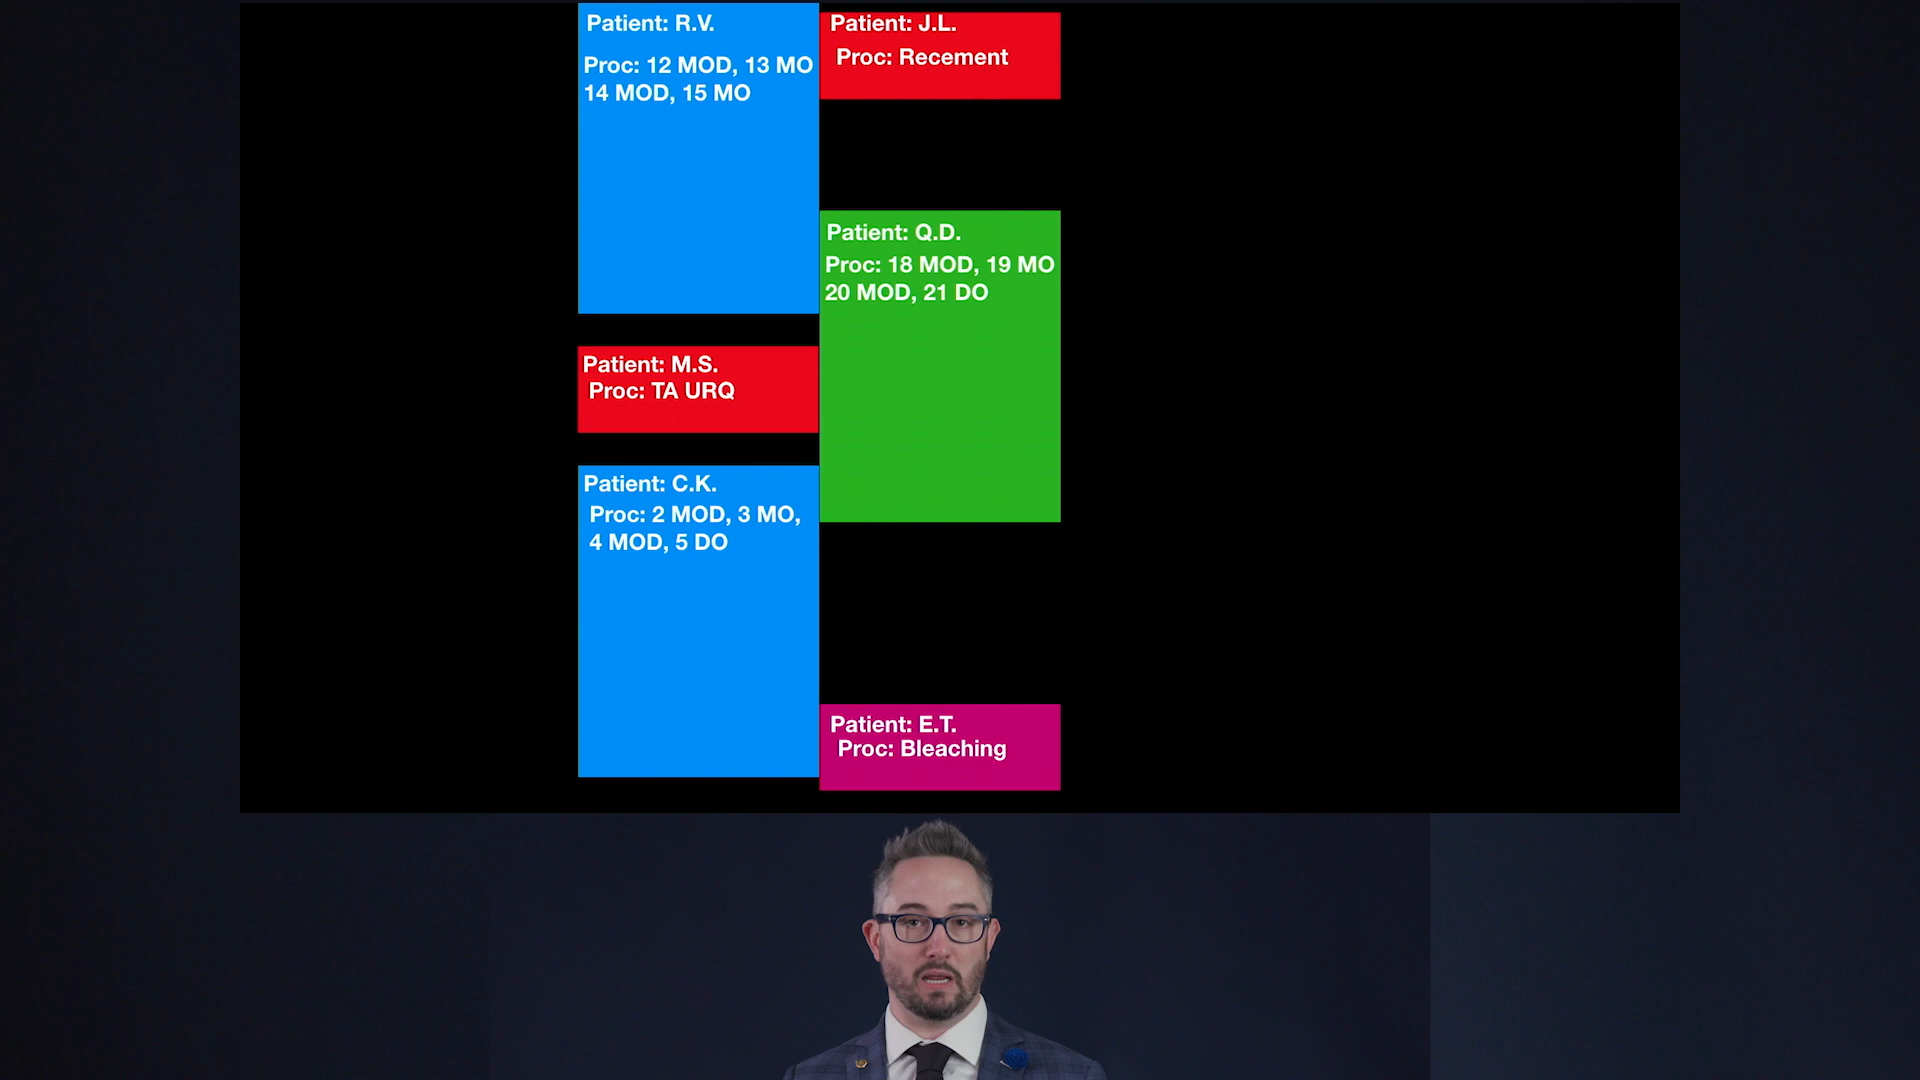 Patient: R.V.
Proc: 12 MOD, 13 MO
14 MOD, 15 MO
Patient: J.L.
Proc: Recement
Patient: Q.D.
Proc: 18 MOD, 19 MO
20 MOD, 21 DO
Patient: M.S.
Proc: TA URQ
Patient: C.K.
Proc: 2 MOD, 3 MO,
4 MOD, 5 DO
Patient: E.T.
Proc: Bleaching